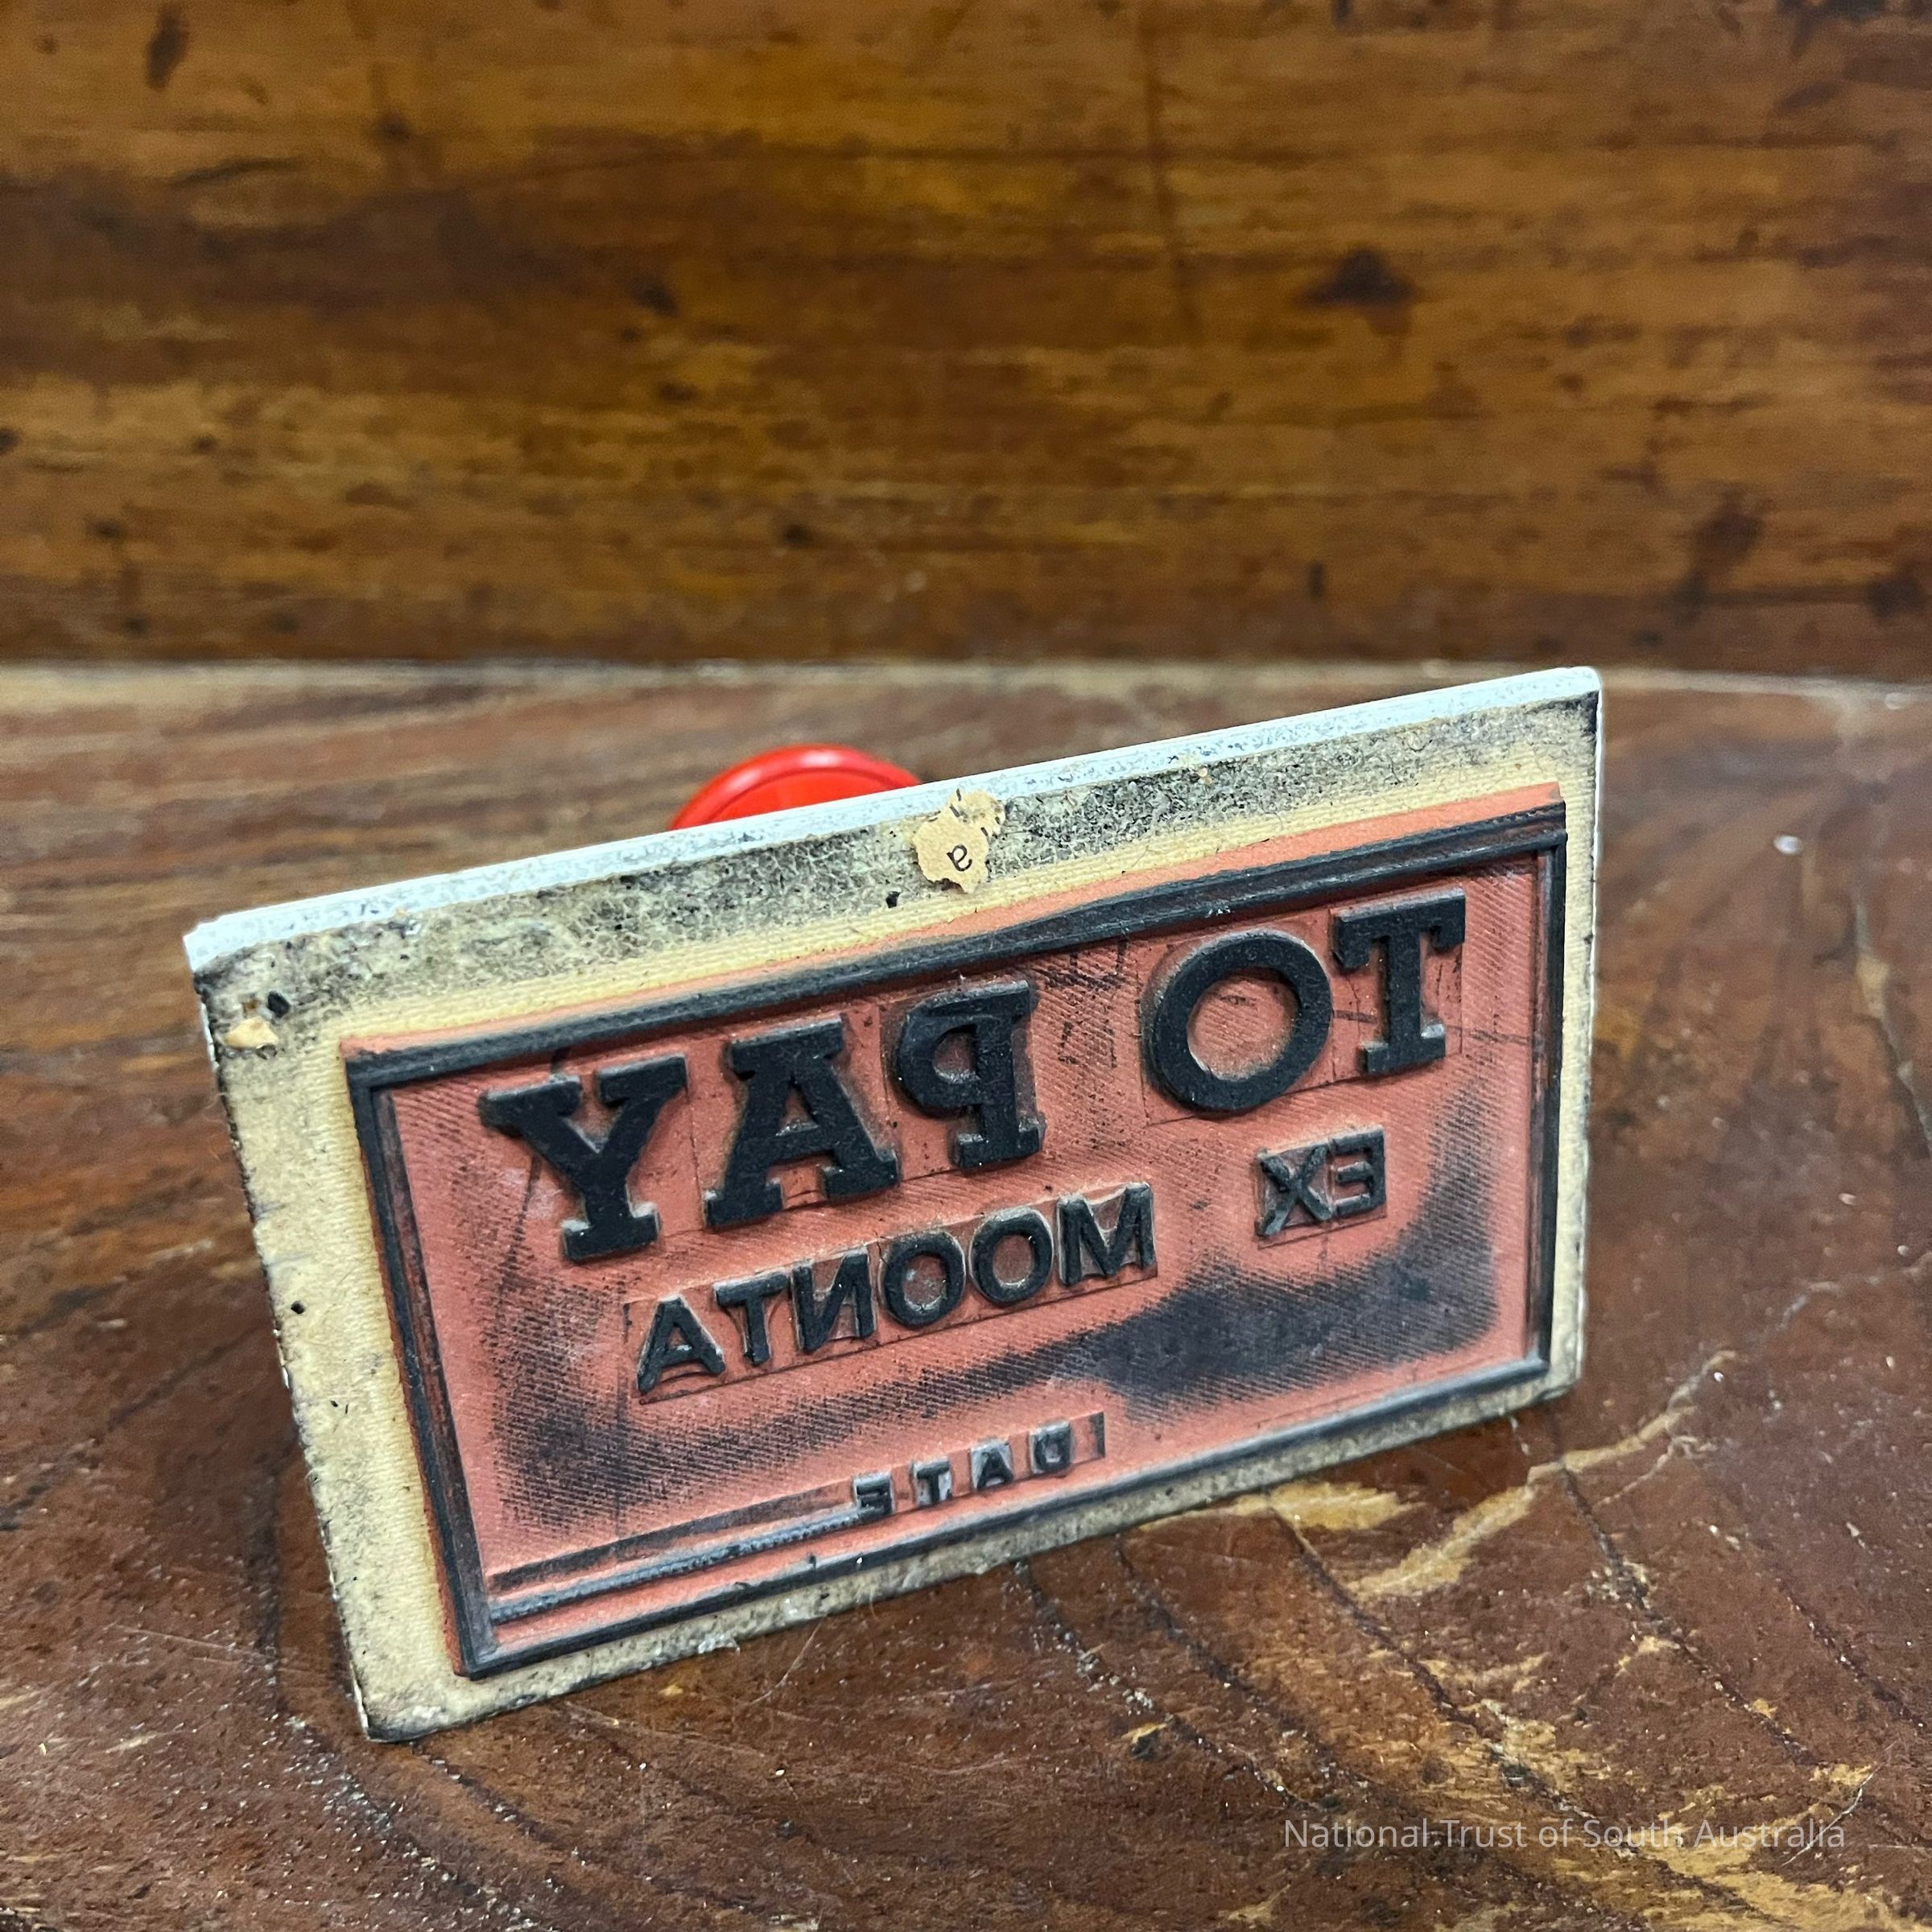 a
TO PAY
EX MOONTA
DATE
National Trust of South Australia